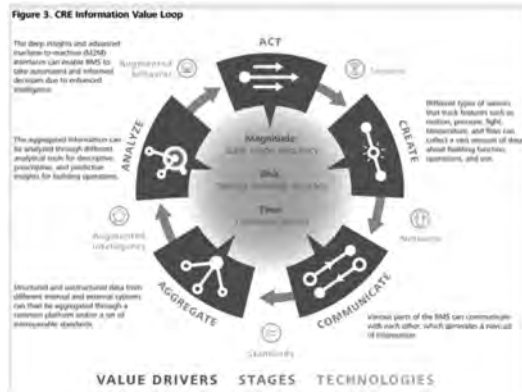 Figure 3. CRE Information Value Loop
The deep insights and advanced
machine-to-machine (M2M)
interfaces can enable BMS to
take automated and informed
decisions due to enhanced
intelligence.
Augmented
behavior
ACT
Sensors
Different types of sensors
that track features such as
motion, pressure, light,
temperature, and flow can
collect a vast amount of data
about building function,
operations, and use.
CREATE
ANALYZE
The aggregated information can
be analyzed through different
analytical tools for descriptive,
prescriptive, and predictive
insights for building operations.
Magnitude:
Risk:
Time:
Augmented
intelligence
Networks
Structured and unstructured data from
different internal and external systems
can then be aggregated through a
common platform and/or a set of
interoperable standards.
AGGREGATE
COMMUNICATE
Various parts of the BMS can communicate
with each other, which generates a
of information.
Standards
VALUE DRIVERS STAGES TECHNOLOGIES